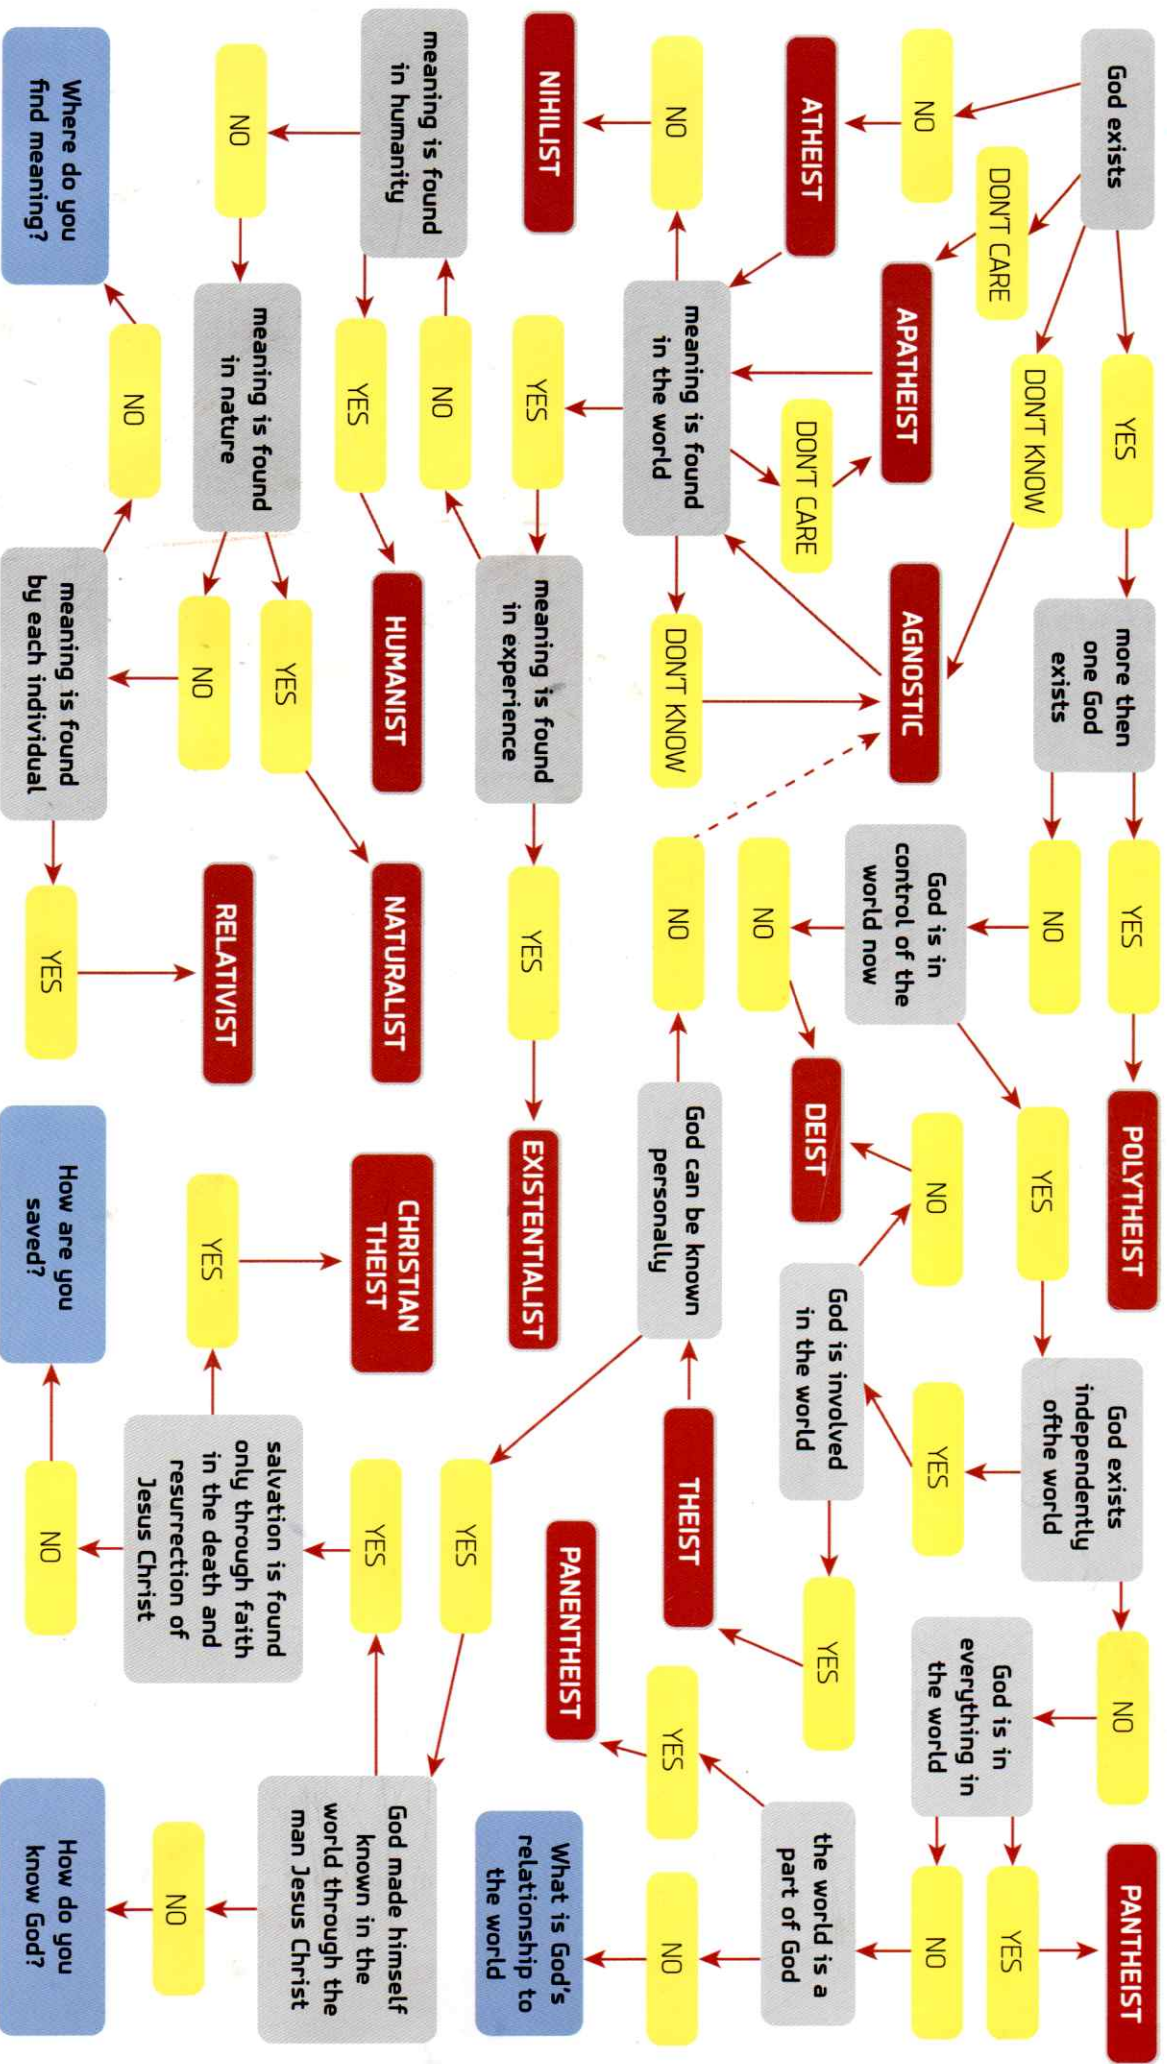 God exists
YES
more then
one God
exists
YES
POLYTHEIST
God exists
independently
ofthe world
NO
PANTHEIST
DON'T CARE
DON'T KNOW
NO
YES
God is in
everything in
the world
YES
NO
ATHEIST
APATHEIST
AGNOSTIC
God is in
control of the
world now
NO
YES
NO
DON'T CARE
NO
DEIST
God is involved
in the world
YES
the world is a
part of God
NO
meaning is found
in the world
DON'T KNOW
NO
God can be known
personally
THEIST
YES
NO
NIHILIST
YES
meaning is found
in experience
YES
EXISTENTIALIST
PANENTHEIST
What is God's
relationship to
the world
meaning is found
in humanity
NO
YES
YES
HUMANIST
NATURALIST
CHRISTIAN
THEIST
YES
God made himself
known in the
world through the
man Jesus Christ
NO
meaning is found
in nature
YES
NO
RELATIVIST
YES
salvation is found
only through faith
in the death and
resurrection of
Jesus Christ
NO
Where do you
find meaning?
NO
meaning is found
by each individual
YES
How are you
saved?
NO
How do you
know God?